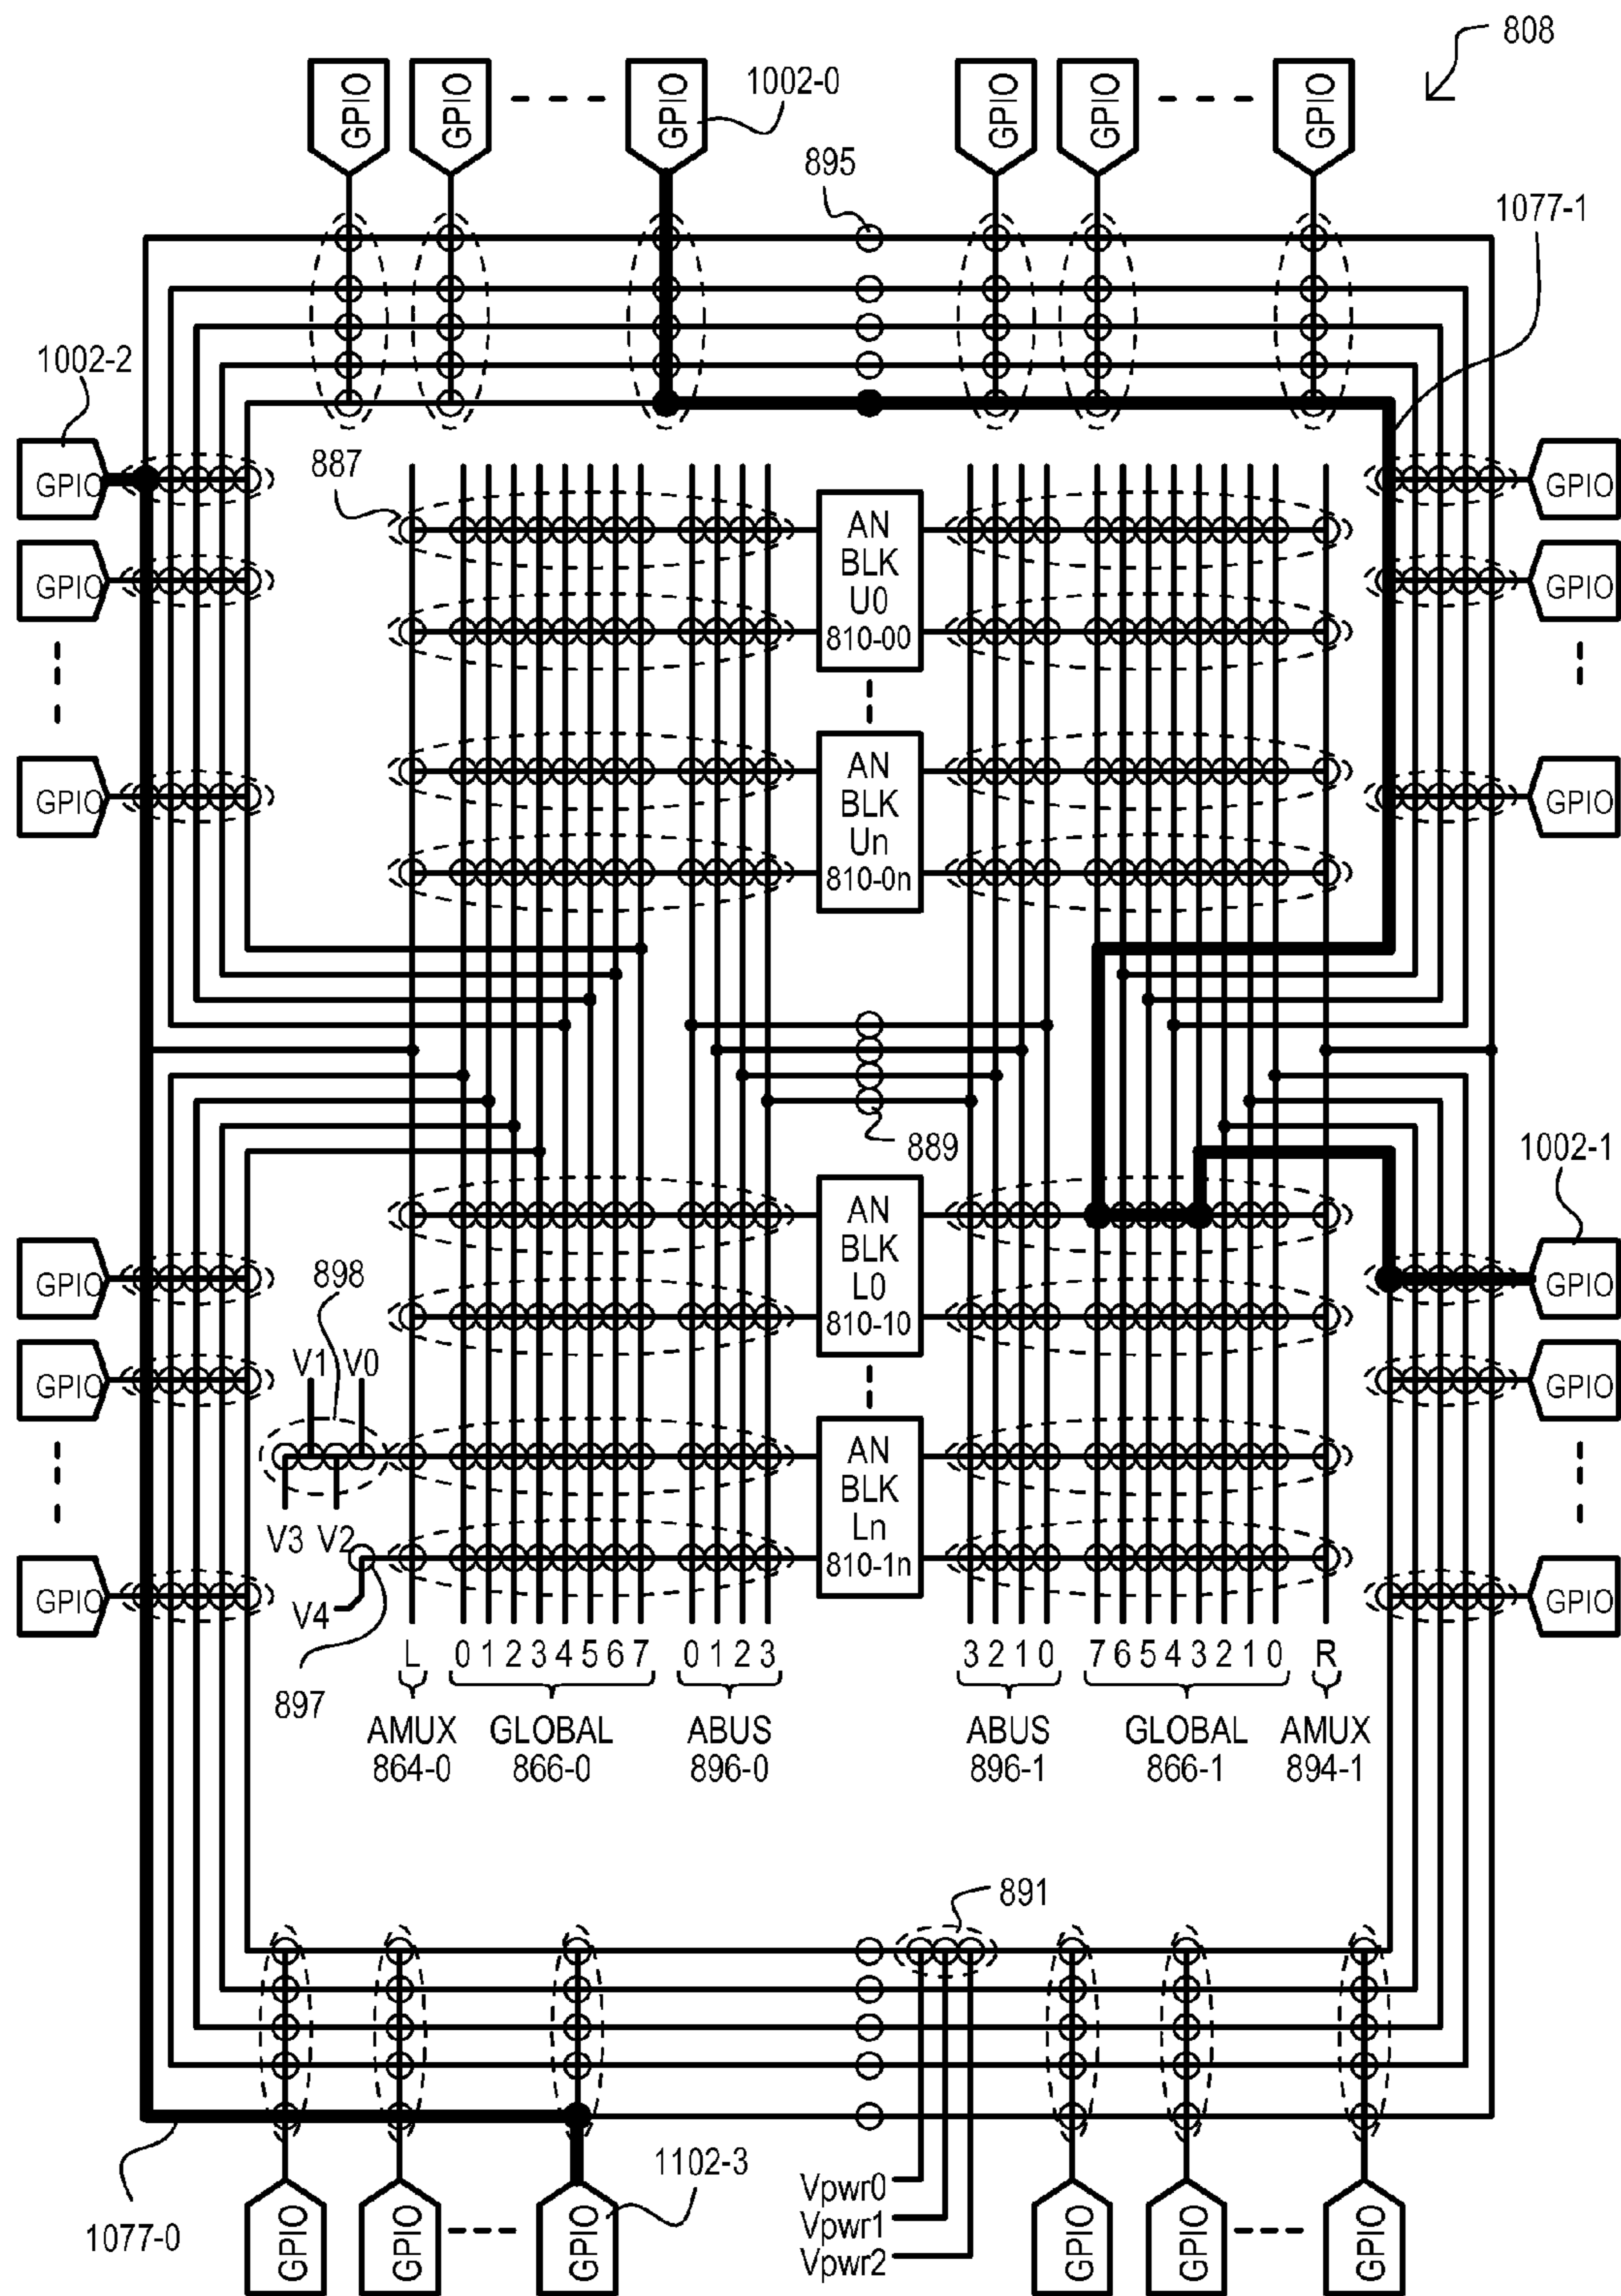 808
GPIO GPIO GPIO 1002-0 GPIO GPIO GPIO
895
1077-1
1002-2
GPIO
887
GPIO
AN
BLK
U0
810-00
GPIO
GPIO
AN
BLK
Un
810-0n
GPIO
GPIO
889
1002-1
AN
BLK
L0
810-10
GPIO
GPIO
898
V1 V0
GPIO
GPIO
AN
BLK
Ln
810-1n
V3 V2
GPIO
GPIO
V4
897
L 0 1 2 3 4 5 6 7 0 1 2 3 3 2 1 0 7 6 5 4 3 2 1 0 R
AMUX GLOBAL ABUS ABUS GLOBAL AMUX
864-0 866-0 896-0 896-1 866-1 894-1
891
1102-3
Vpwr0
Vpwr1
Vpwr2
1077-0
GPIO GPIO GPIO GPIO GPIO GPIO